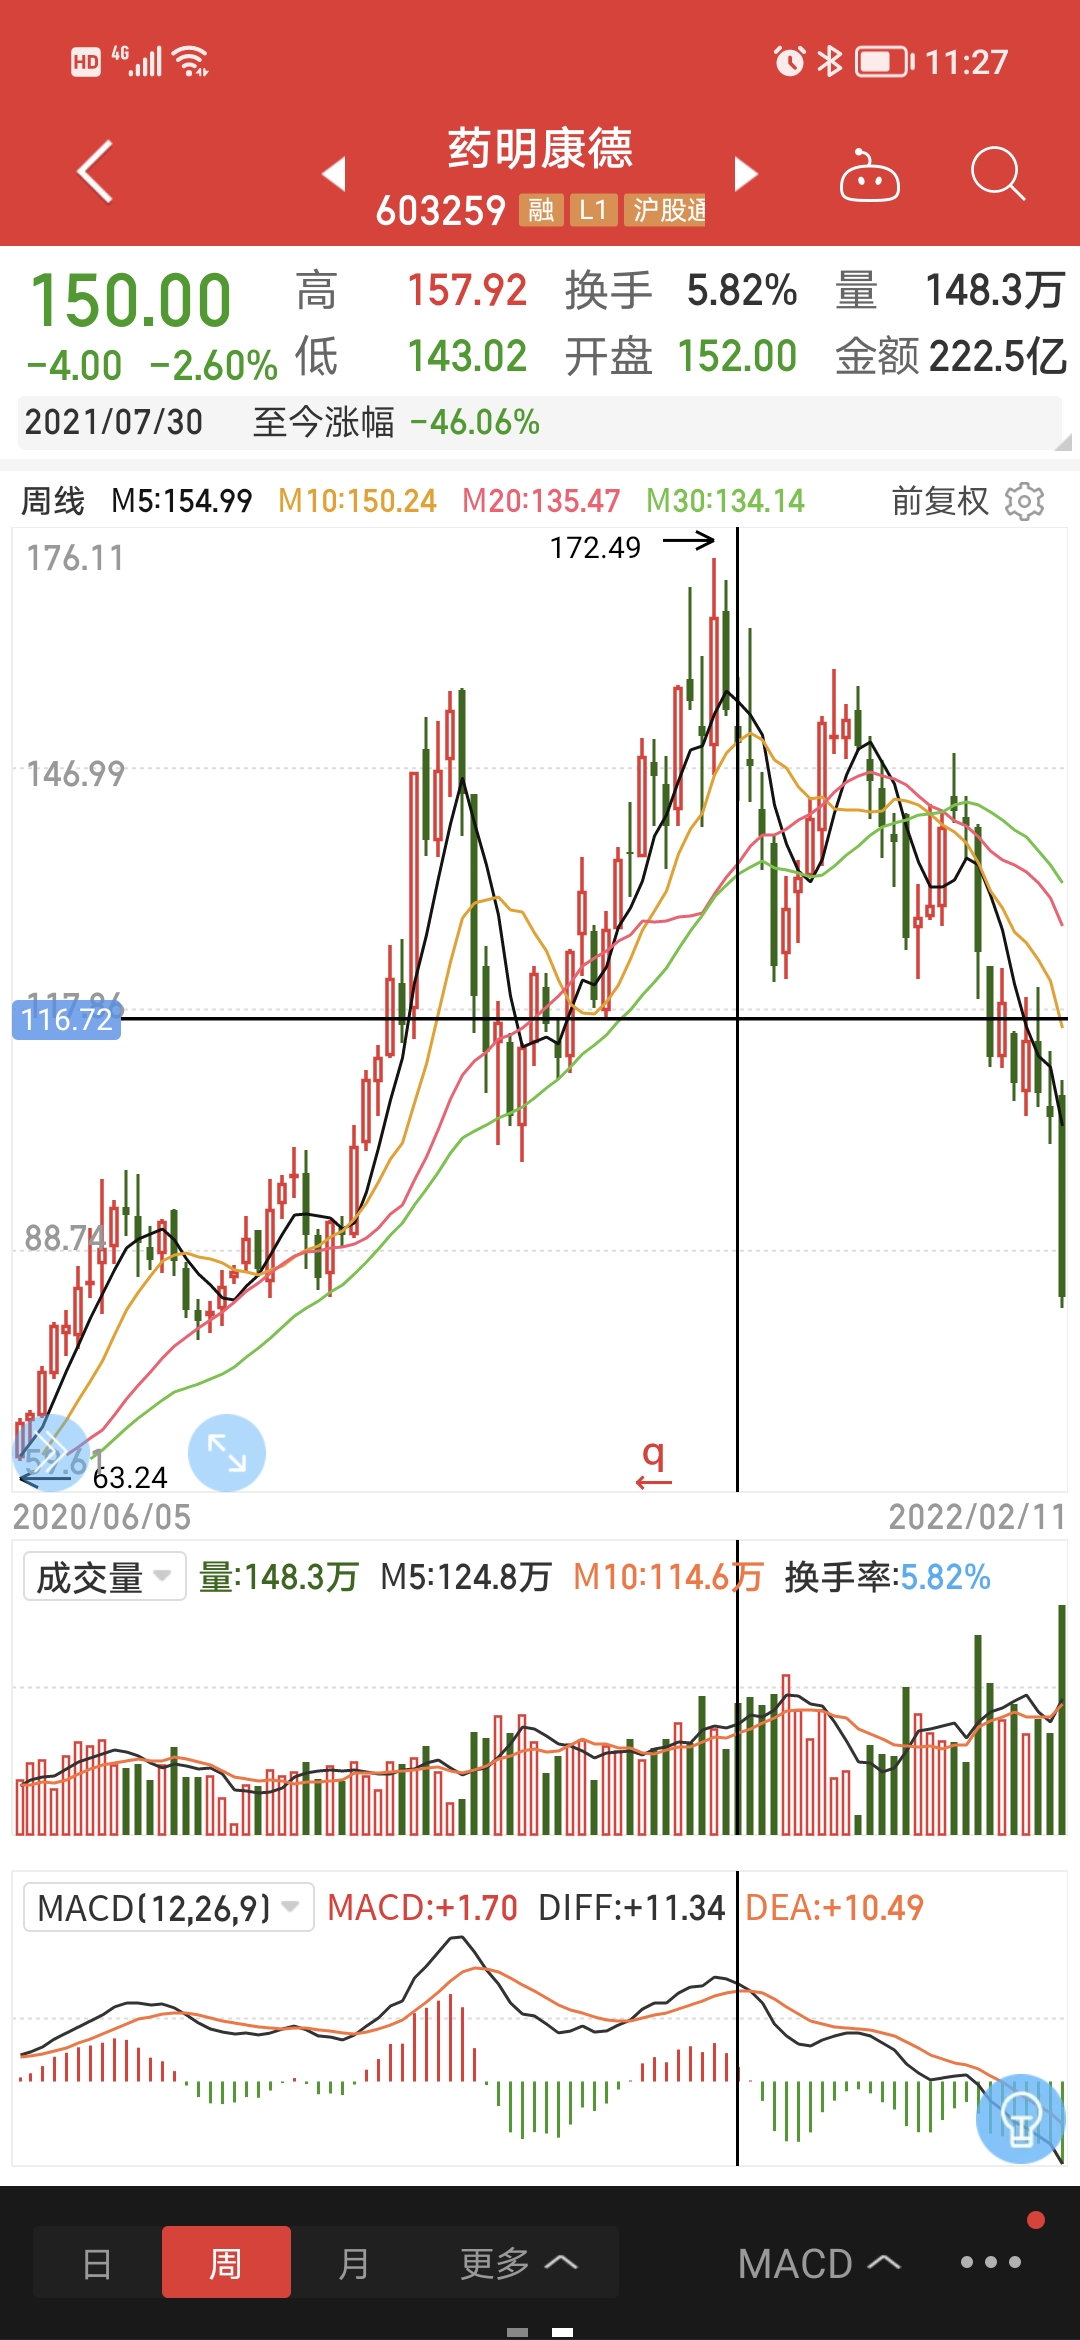 HD 4G 11:27
药明康德
603259 融 L1 沪股通
150.00 高 157.92 换手 5.82% 量 148.3万
-4.00 -2.60% 低 143.02 开盘 152.00 金额 222.5亿
2021/07/30 至今涨幅 -46.06%
周线 M5:154.99 M10:150.24 M20:135.47 M30:134.14 前复权
172.49
176.11
146.99
117.86
116.72
88.74
59.61
63.24
q
2020/06/05 2022/02/11
成交量 量:148.3万 M5:124.8万 M10:114.6万 换手率:5.82%
MACD(12,26,9) MACD:+1.70 DIFF:+11.34 DEA:+10.49
日 周 月 更多 MACD